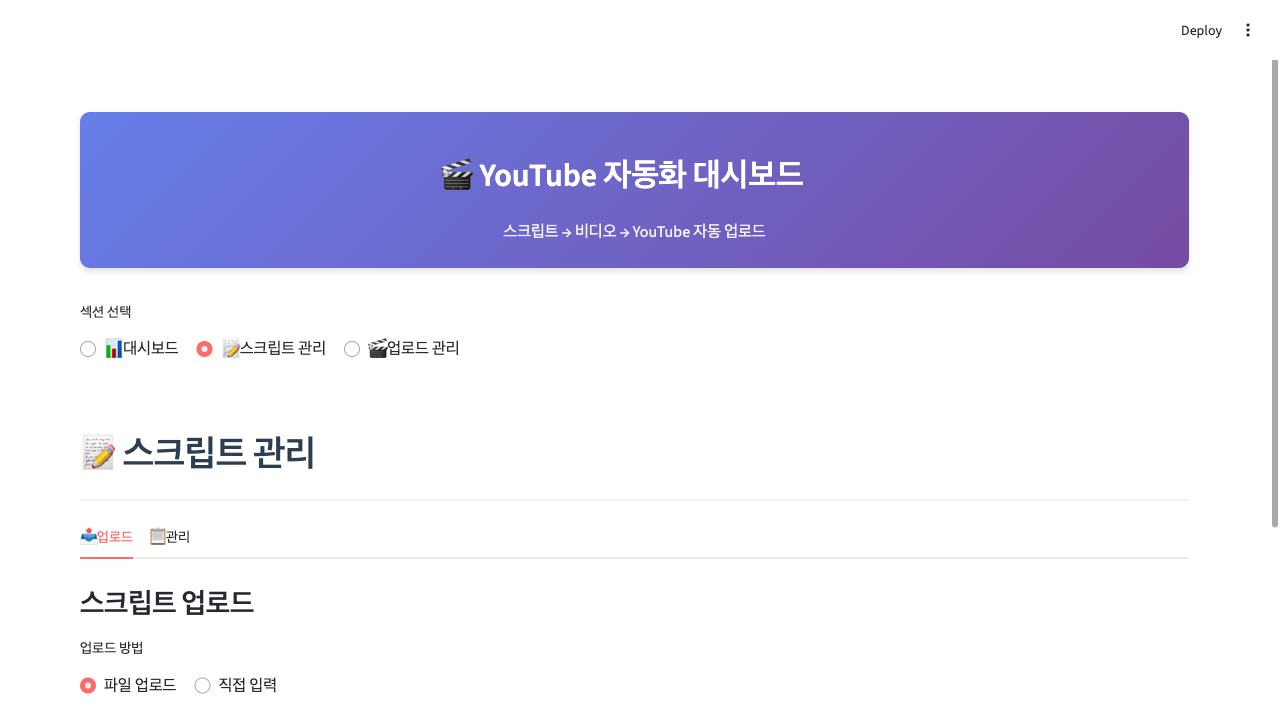 Deploy
🎬 YouTube 자동화 대시보드
스크립트 → 비디오 → YouTube 자동 업로드
섹션 선택
📊대시보드 📝스크립트 관리 🎬업로드 관리
📝 스크립트 관리
📤업로드 📋관리
스크립트 업로드
업로드 방법
파일 업로드 직접 입력